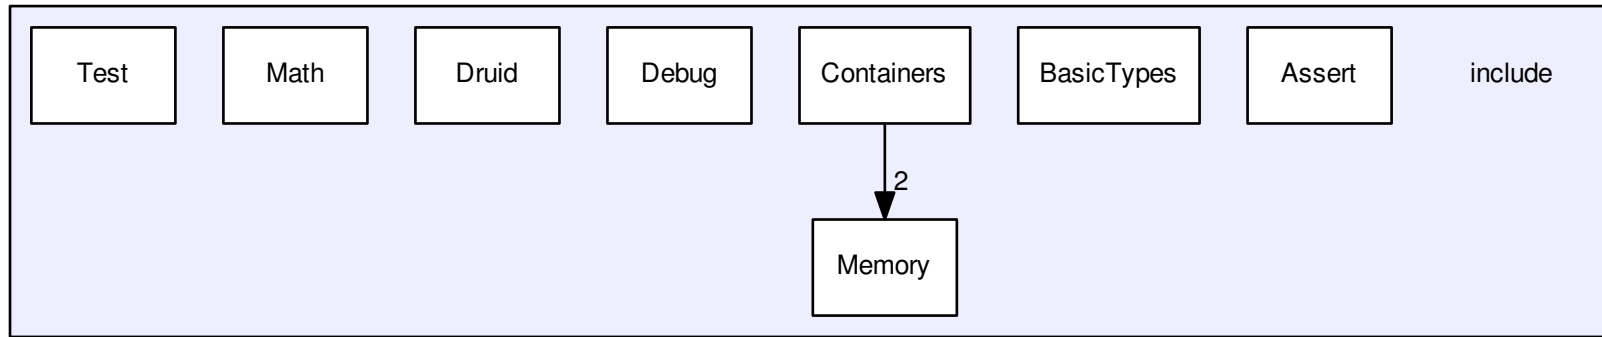 Test
Math
Druid
Debug
Containers
BasicTypes
Assert
include
2
Memory